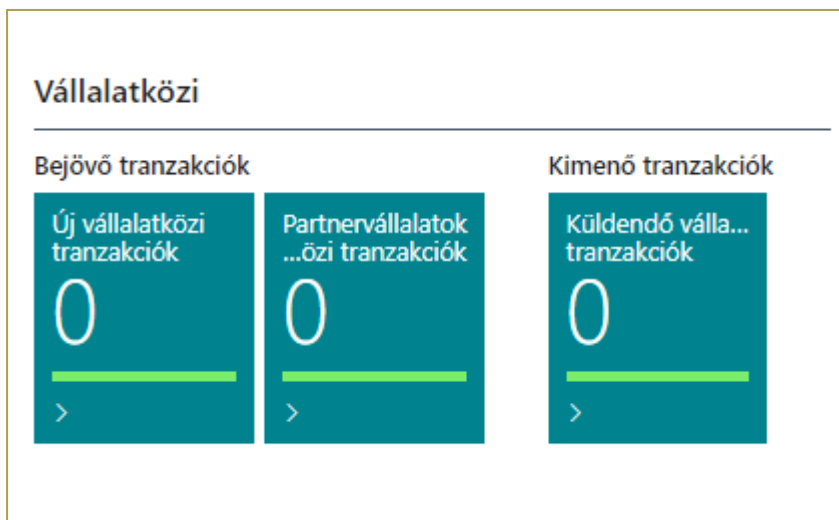 Vállalatközi
Bejövő tranzakciók
Kimenő tranzakciók
Új vállalatközi
tranzakciók
0
Partnervállalatok
...özi tranzakciók
0
Küldendő válla...
tranzakciók
0